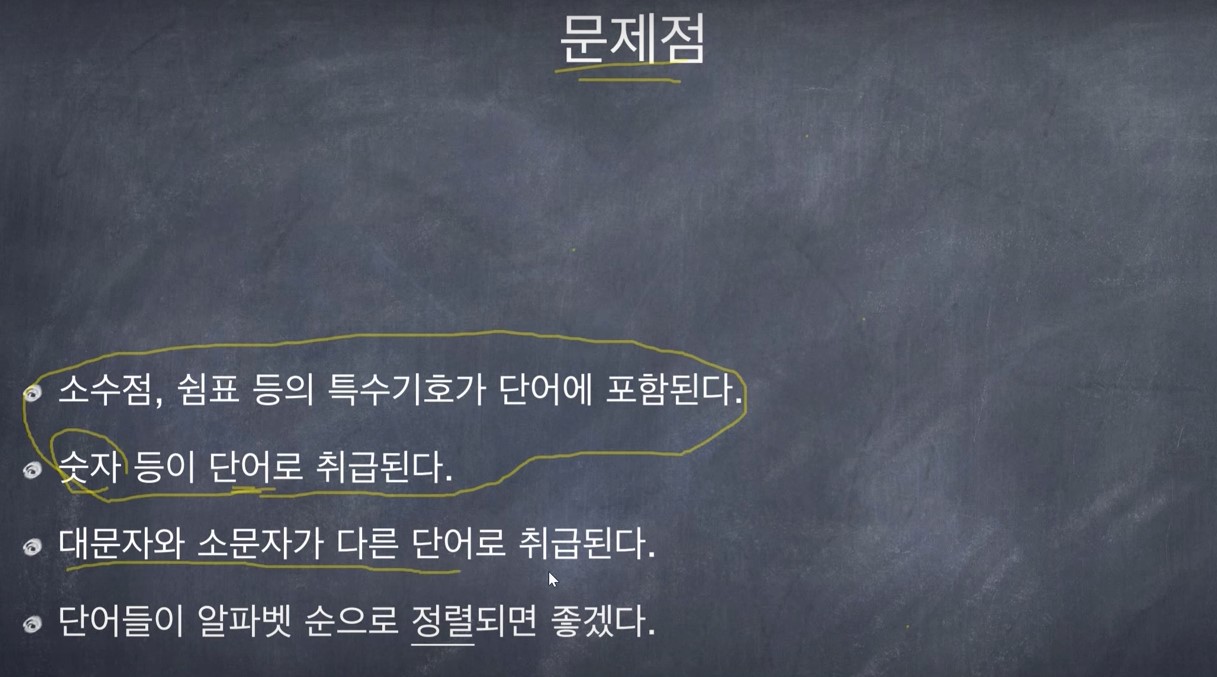 문제점
소수점, 쉼표 등의 특수기호가 단어에 포함된다.
숫자 등이 단어로 취급된다.
대문자와 소문자가 다른 단어로 취급된다.
단어들이 알파벳 순으로 정렬되면 좋겠다.